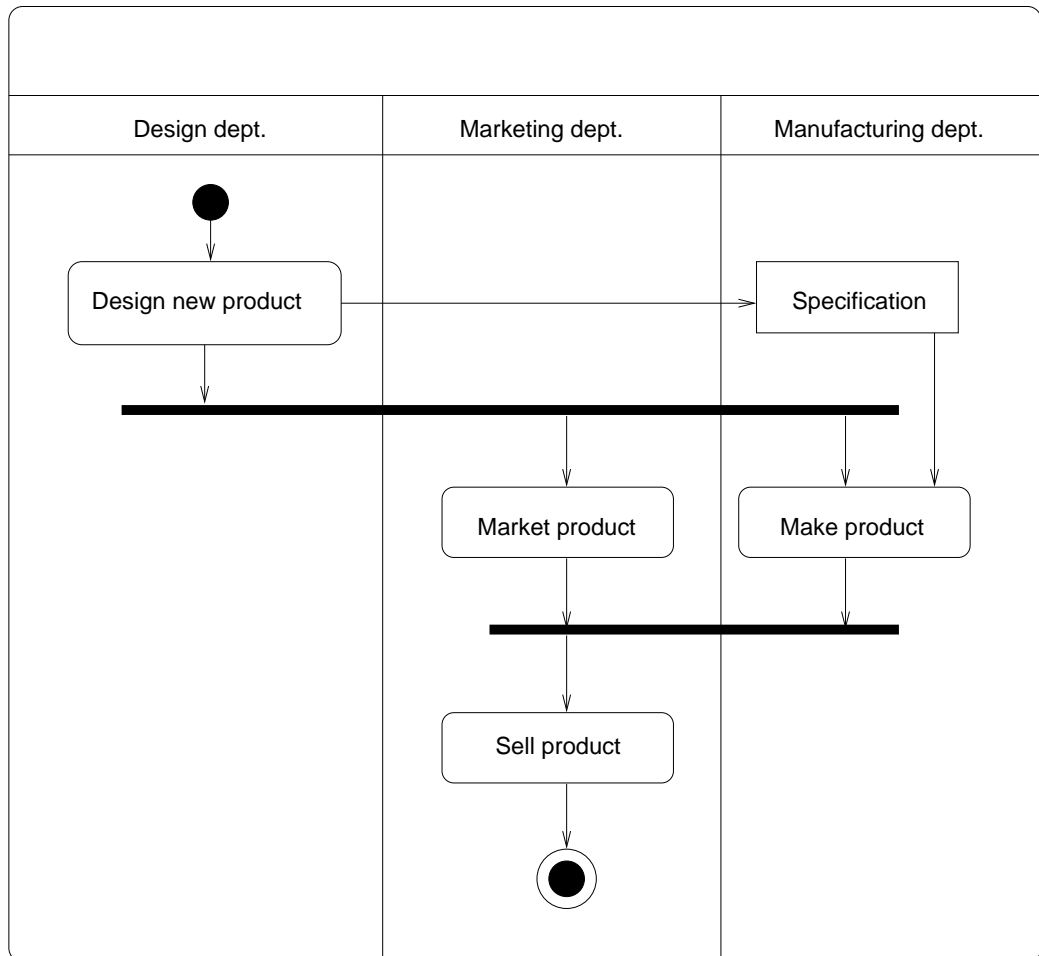 Design dept.
Marketing dept.
Manufacturing dept.
Design new product
Specification
Market product
Make product
Sell product